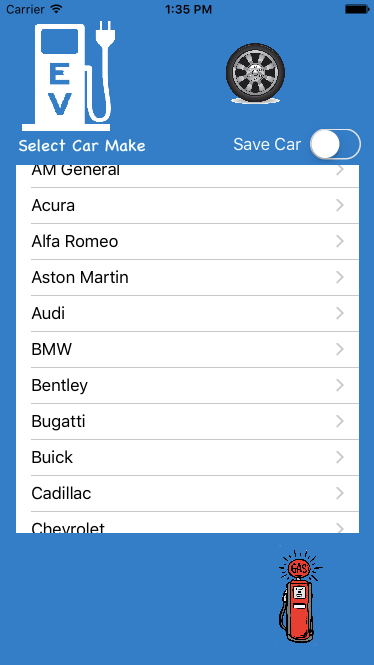 Carrier 1:35 PM
EV
Select Car Make
Save Car
AM General
Acura
Alfa Romeo
Aston Martin
Audi
BMW
Bentley
Bugatti
Buick
Cadillac
Chevrolet
GAS